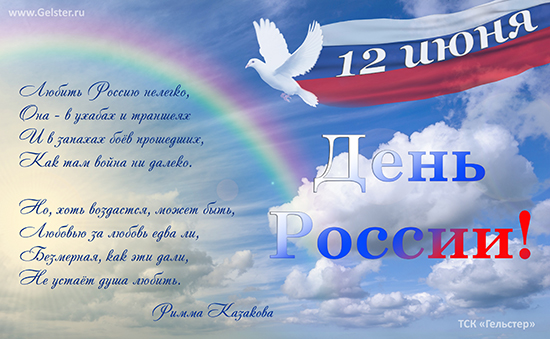 www.Gelster.ru
12 июня
Любить Россию нелегко,
Она - в ухабах и траншеях
И в запахах боёв прошедших,
Как там война ни далеко.
Но, хоть воздастся, может быть,
Любовью за любовь едва ли,
Безмерная, как эти дали,
Не устаёт душа любить.
Римма Казакова
День
России!
ТСК «Гельстер»